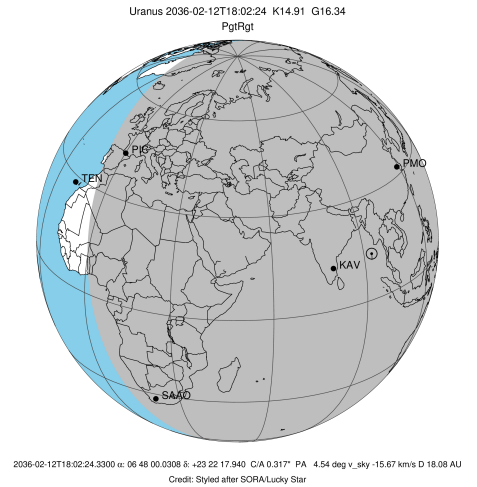 Uranus 2036-02-12T18:02:24 K14.91 G16.34
PgtRgt
PIC
PMO
TEN
KAV
SAAO
2036-02-12T18:02:24.3300 α: 06 48 00.0308 δ: +23 22 17.940 C/A 0.317" PA 4.54 deg v_sky -15.67 km/s D 18.08 AU
Credit: Styled after SORA/Lucky Star